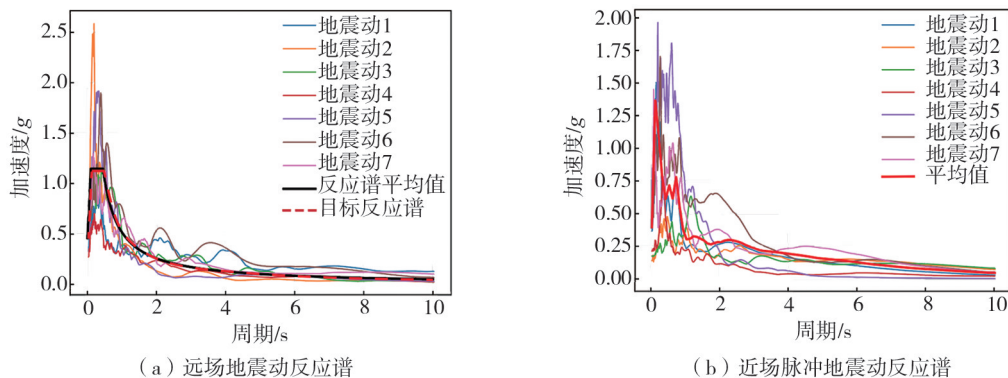 2.5
2.0
1.5
1.0
0.5
0.0
加速度/g
0 2 4 6 8 10
周期/s
地震动1
地震动2
地震动3
地震动4
地震动5
地震动6
地震动7
反应谱平均值
目标反应谱
(a)远场地震动反应谱
2.00
1.75
1.50
1.25
1.00
0.75
0.50
0.25
0.00
加速度/g
0 2 4 6 8 10
周期/s
地震动1
地震动2
地震动3
地震动4
地震动5
地震动6
地震动7
平均值
(b)近场脉冲地震动反应谱